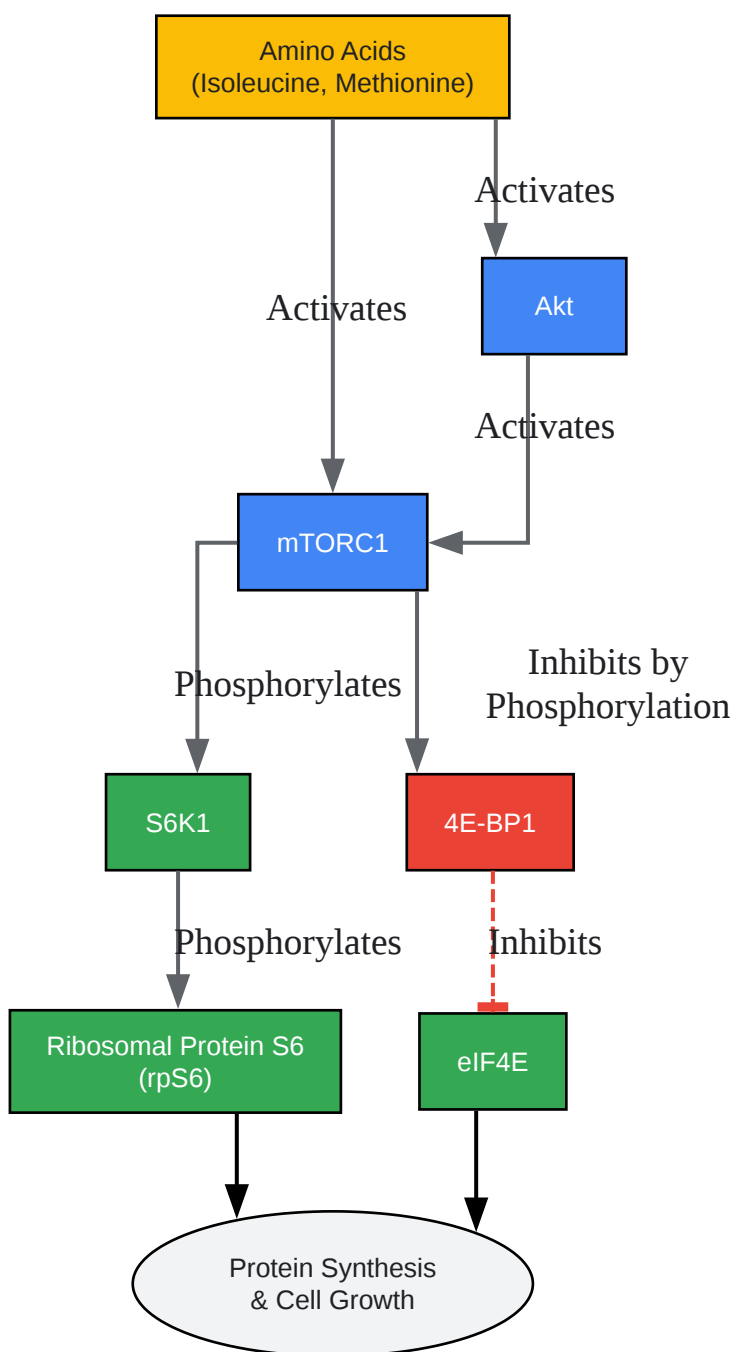 Amino Acids
(Isoleucine, Methionine)
Activates
Akt
Activates
Activates
mTORC1
Phosphorylates
Inhibits by
Phosphorylation
S6K1
4E-BP1
Phosphorylates
Inhibits
Ribosomal Protein S6
(rpS6)
eIF4E
Protein Synthesis
& Cell Growth